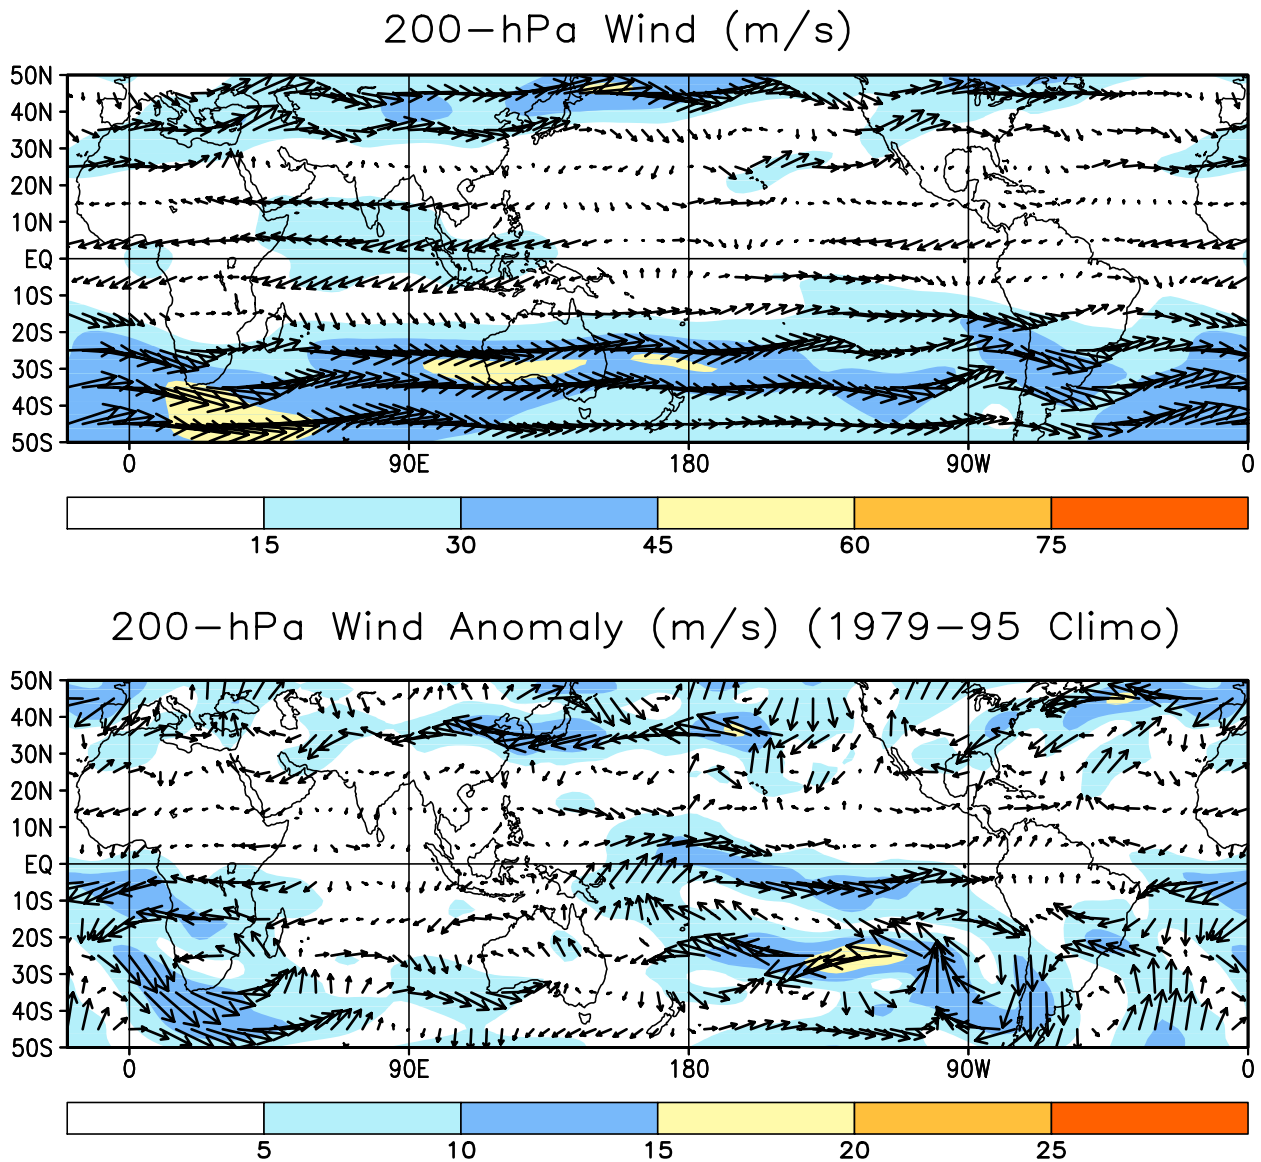 200-hPa Wind (m/s)
50N
40N
30N
20N
10N
EQ
10S
20S
30S
40S
50S
0 90E 180 90W 0
15 30 45 60 75
200-hPa Wind Anomaly (m/s) (1979-95 Climo)
50N
40N
30N
20N
10N
EQ
10S
20S
30S
40S
50S
0 90E 180 90W 0
5 10 15 20 25